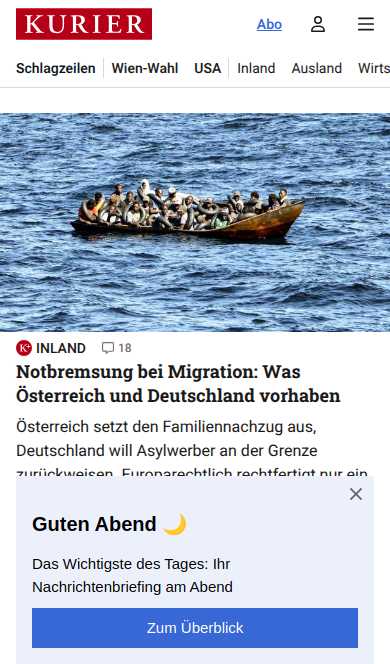 KURIER
Abo
Schlagzeilen Wien-Wahl USA Inland Ausland Wirts
K+ INLAND 18
Notbremsung bei Migration: Was
Österreich und Deutschland vorhaben
Österreich setzt den Familiennachzug aus,
Deutschland will Asylwerber an der Grenze
zurückweisen. Europarechtlich rechtfertigt nur ein
Guten Abend 🌙
Das Wichtigste des Tages: Ihr
Nachrichtenbriefing am Abend
Zum Überblick